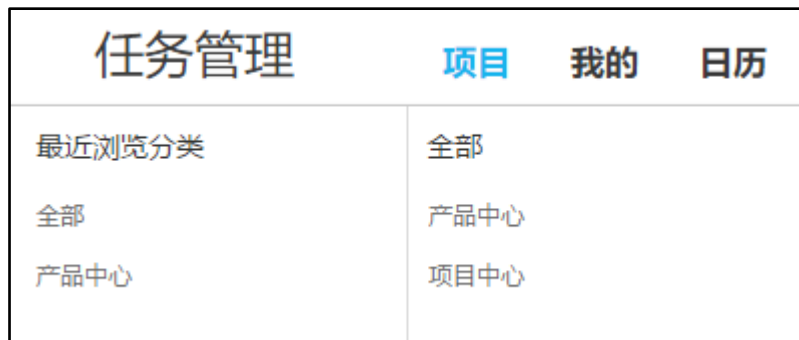 任务管理 项目 我的 日历
最近浏览分类
全部
产品中心
全部
产品中心
项目中心